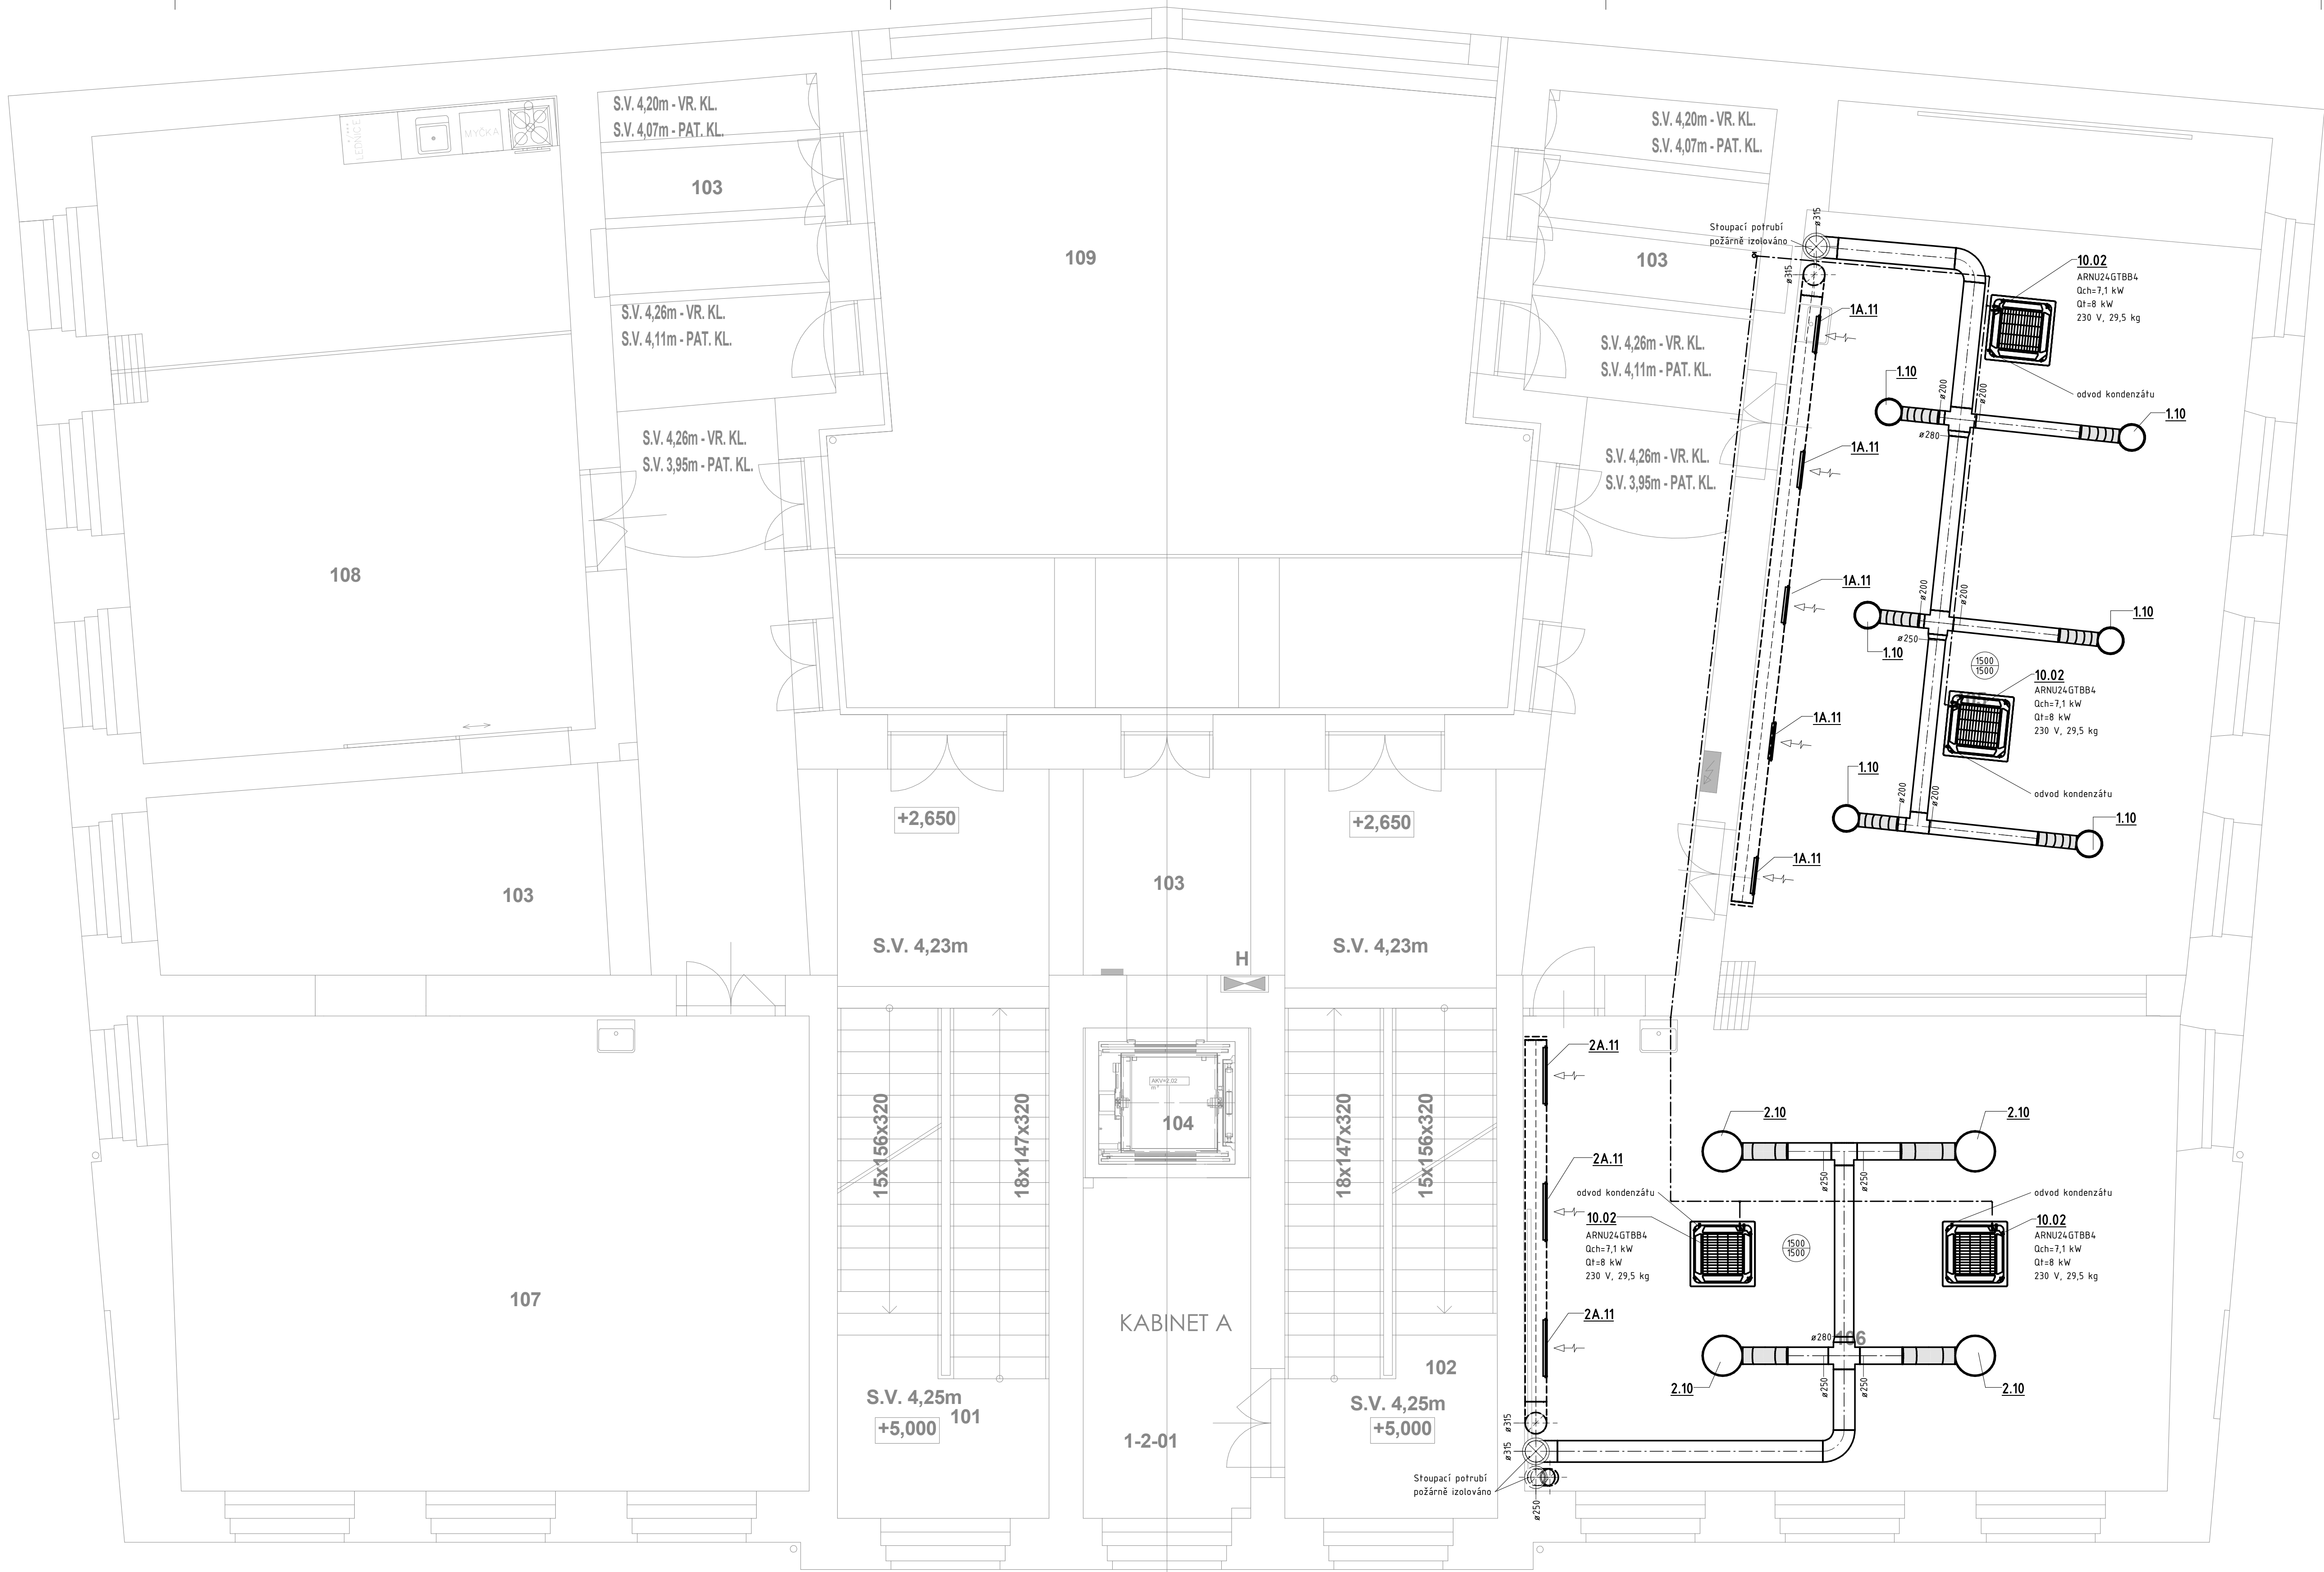 LEDNICE
MYČKA
S.V. 4,20m - VR. KL.
S.V. 4,07m - PAT. KL.
103
S.V. 4,26m - VR. KL.
S.V. 4,11m - PAT. KL.
S.V. 4,26m - VR. KL.
S.V. 3,95m - PAT. KL.
108
103
107
109
+2,650
+2,650
103
S.V. 4,23m
S.V. 4,23m
H
15x156x320
18x147x320
AKV=2,02
m²
104
18x147x320
15x156x320
KABINET A
102
S.V. 4,25m
101
+5,000
1-2-01
S.V. 4,25m
+5,000
S.V. 4,20m - VR. KL.
S.V. 4,07m - PAT. KL.
103
S.V. 4,26m - VR. KL.
S.V. 4,11m - PAT. KL.
S.V. 4,26m - VR. KL.
S.V. 3,95m - PAT. KL.
Stoupací potrubí
požárně izolováno
ø315
ø315
1A.11
1A.11
1A.11
1A.11
1A.11
10.02
ARNU24GTBB4
Qch=7,1 kW
Qt=8 kW
230 V, 29,5 kg
odvod kondenzátu
1.10
ø200
ø200
1.10
ø280
ø200
ø200
1.10
1.10
ø250
1500
1500
10.02
ARNU24GTBB4
Qch=7,1 kW
Qt=8 kW
230 V, 29,5 kg
odvod kondenzátu
1.10
ø200
ø200
1.10
2A.11
2A.11
2A.11
2.10
2.10
ø250
ø250
odvod kondenzátu
10.02
ARNU24GTBB4
Qch=7,1 kW
Qt=8 kW
230 V, 29,5 kg
1500
1500
odvod kondenzátu
10.02
ARNU24GTBB4
Qch=7,1 kW
Qt=8 kW
230 V, 29,5 kg
ø280
106
2.10
ø250
ø250
2.10
ø315
ø315
Stoupací potrubí
požárně izolováno
ø250